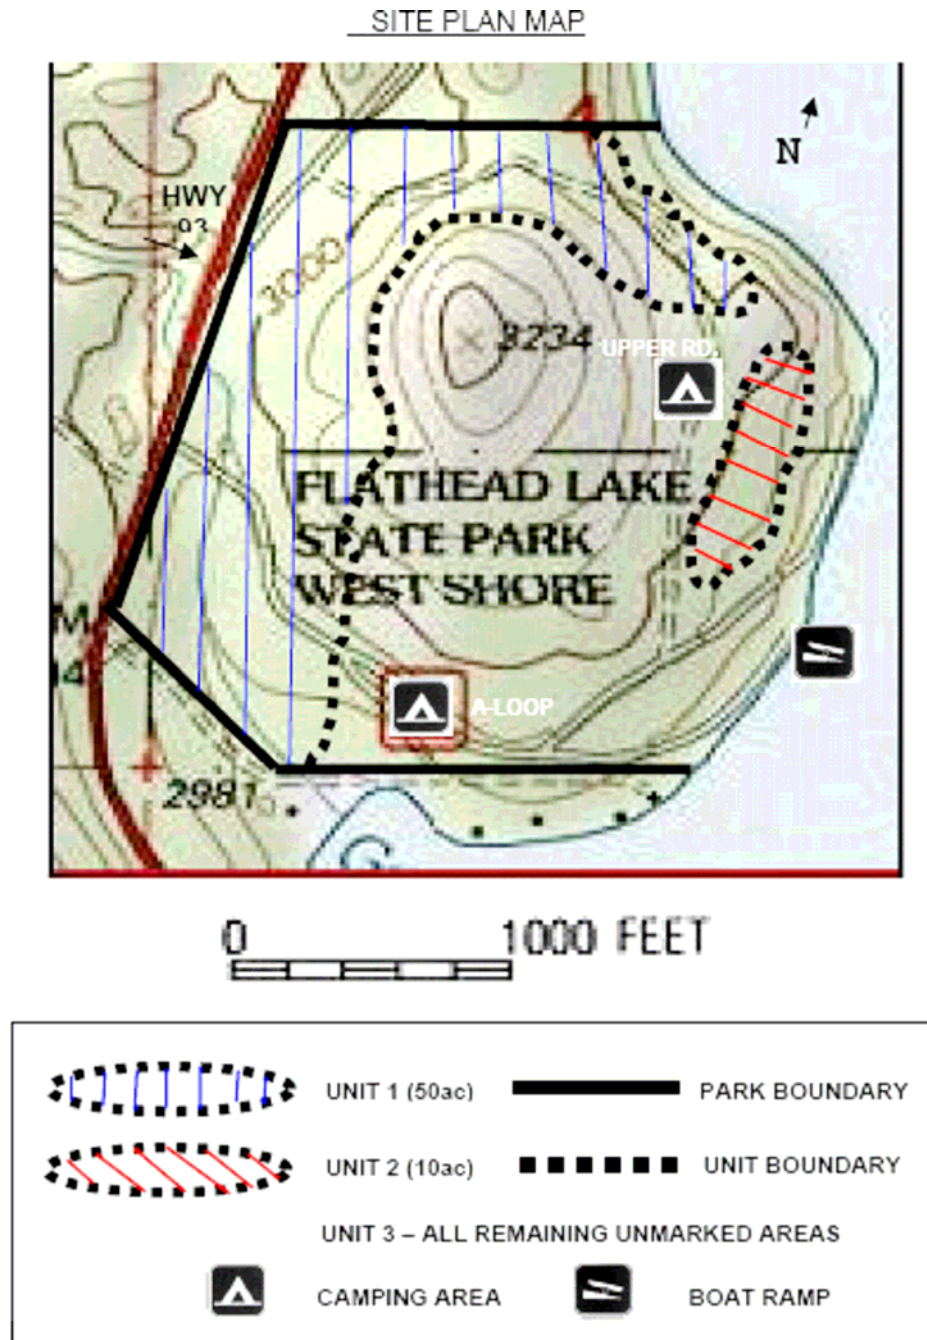 SITE PLAN MAP
N
HWY
93
3000
3234
UPPER RD.
FLATHEAD LAKE
STATE PARK
WEST SHORE
M
14
A-LOOP
2981
0 1000 FEET
UNIT 1 (50ac) PARK BOUNDARY
UNIT 2 (10ac) UNIT BOUNDARY
UNIT 3 – ALL REMAINING UNMARKED AREAS
CAMPING AREA BOAT RAMP